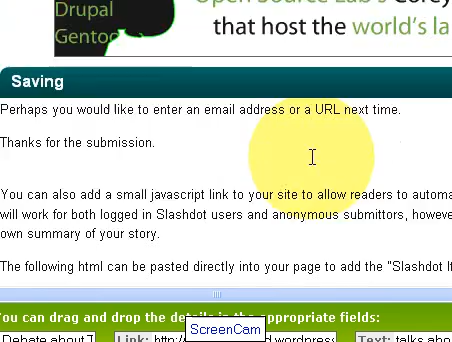 Drupal
Open Source Lab's Corey
Gentoo
that host the world's la
Saving
Perhaps you would like to enter an email address or a URL next time.
Thanks for the submission.
You can also add a small javascript link to your site to allow readers to automa
will work for both logged in Slashdot users and anonymous submittors, howeve
own summary of your story.
The following html can be pasted directly into your page to add the "Slashdot It
You can drag and drop the details in the appropriate fields:
Debate about T
Link: http:/
d.wordpress
Text: talks abo
ScreenCam